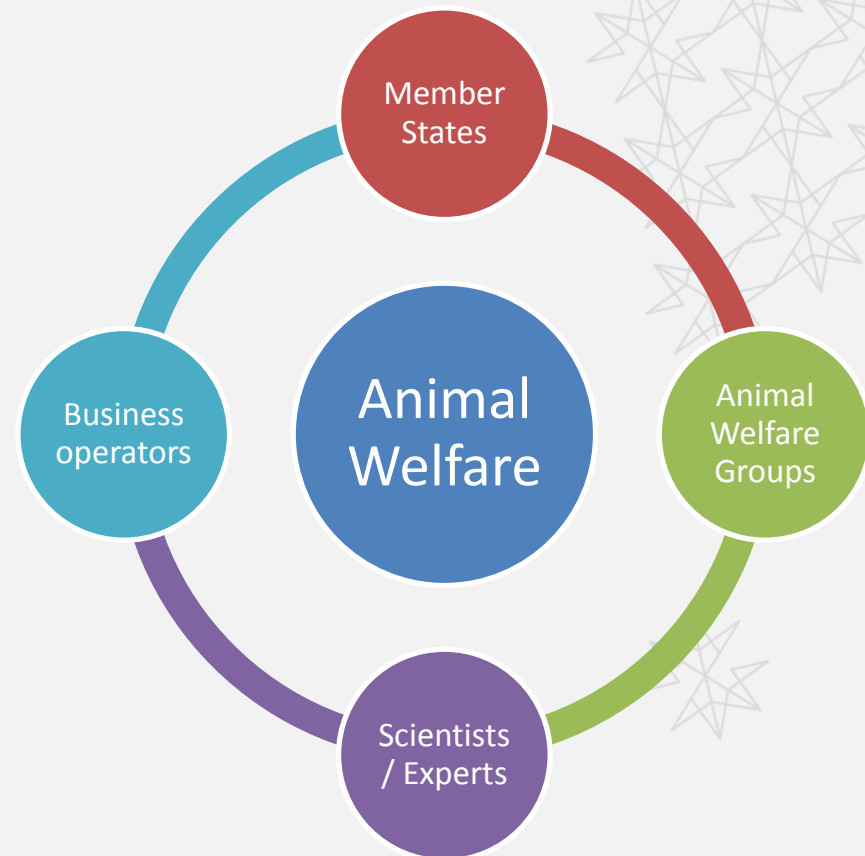 Member
States
Animal
Welfare
Business
operators
Animal
Welfare
Groups
Scientists
/ Experts